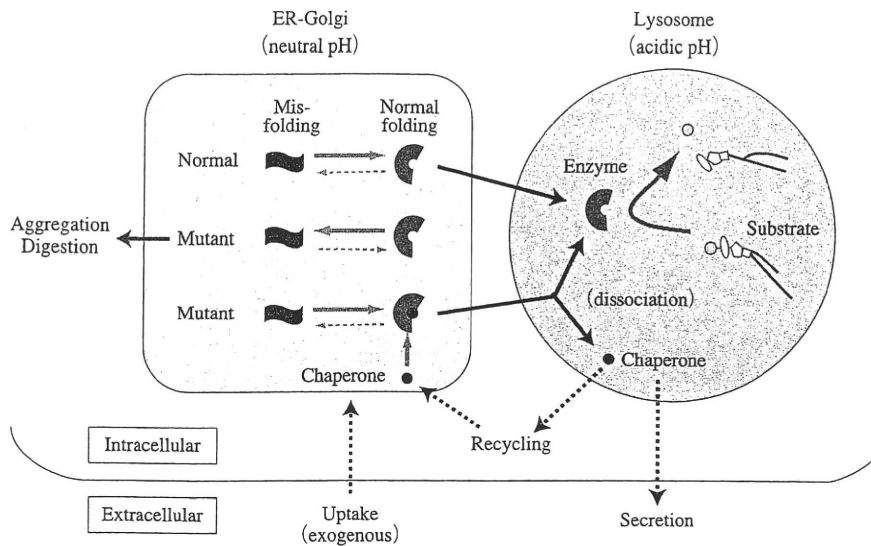 ER-Golgi
(neutral pH)
Lysosome
(acidic pH)
Mis-
folding
Normal
folding
Normal
Enzyme
Aggregation
Digestion
Mutant
Substrate
Mutant
(dissociation)
Chaperone
Chaperone
Recycling
Intracellular
Extracellular
Uptake
(exogenous)
Secretion